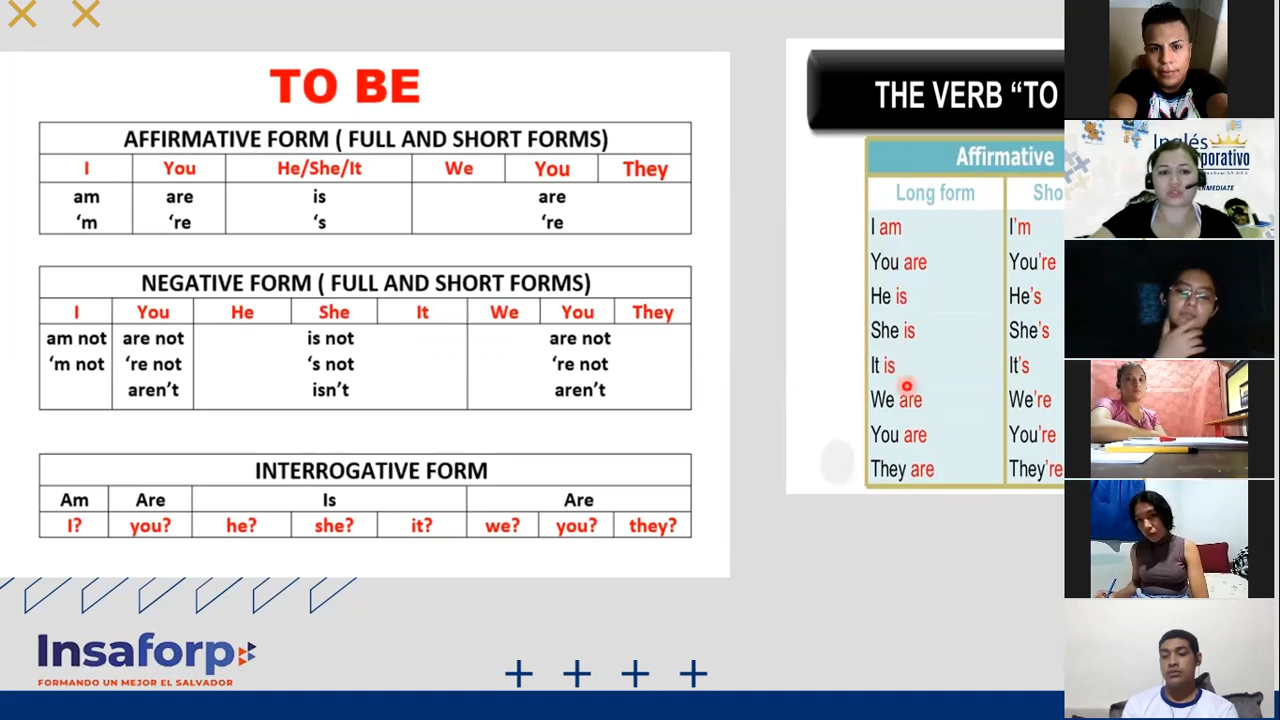 TO BE
AFFIRMATIVE FORM ( FULL AND SHORT FORMS)
I You He/She/It We You They
am are is are
‘m ‘re ‘s ‘re
NEGATIVE FORM ( FULL AND SHORT FORMS)
I You He She It We You They
am not are not is not are not
‘m not ‘re not ‘s not ‘re not
aren’t isn’t aren’t
INTERROGATIVE FORM
Am Are Is Are
I? you? he? she? it? we? you? they?
Insaforp
FORMANDO UN MEJOR EL SALVADOR
THE VERB “TO
Affirmative
Long form Sho
I am I’m
You are You’re
He is He’s
She is She’s
It is It’s
We are We’re
You are You’re
They are They’re
Inglés
porativo